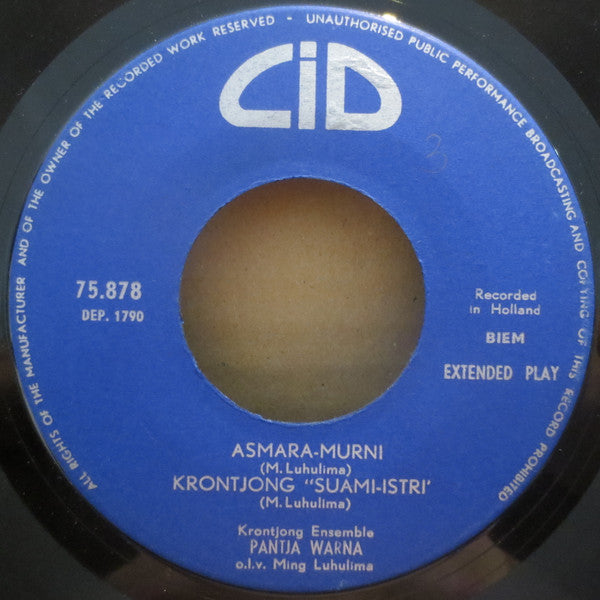 ALL RIGHTS OF THE MANUFACTURER AND OF THE OWNER OF THE RECORDED WORK RESERVED - UNAUTHORISED PUBLIC PERFORMANCE BROADCASTING AND COPYING OF THIS RECORD PROHIBITED
CID
3
75.878
DEP. 1790
Recorded
in Holland
BIEM
EXTENDED PLAY
ASMARA-MURNI
(M. Luhulima)
KRONTJONG "SUAMI-ISTRI'
(M. Luhulima)
Krontjong Ensemble
PANTJA WARNA
o.l.v. Ming Luhulima